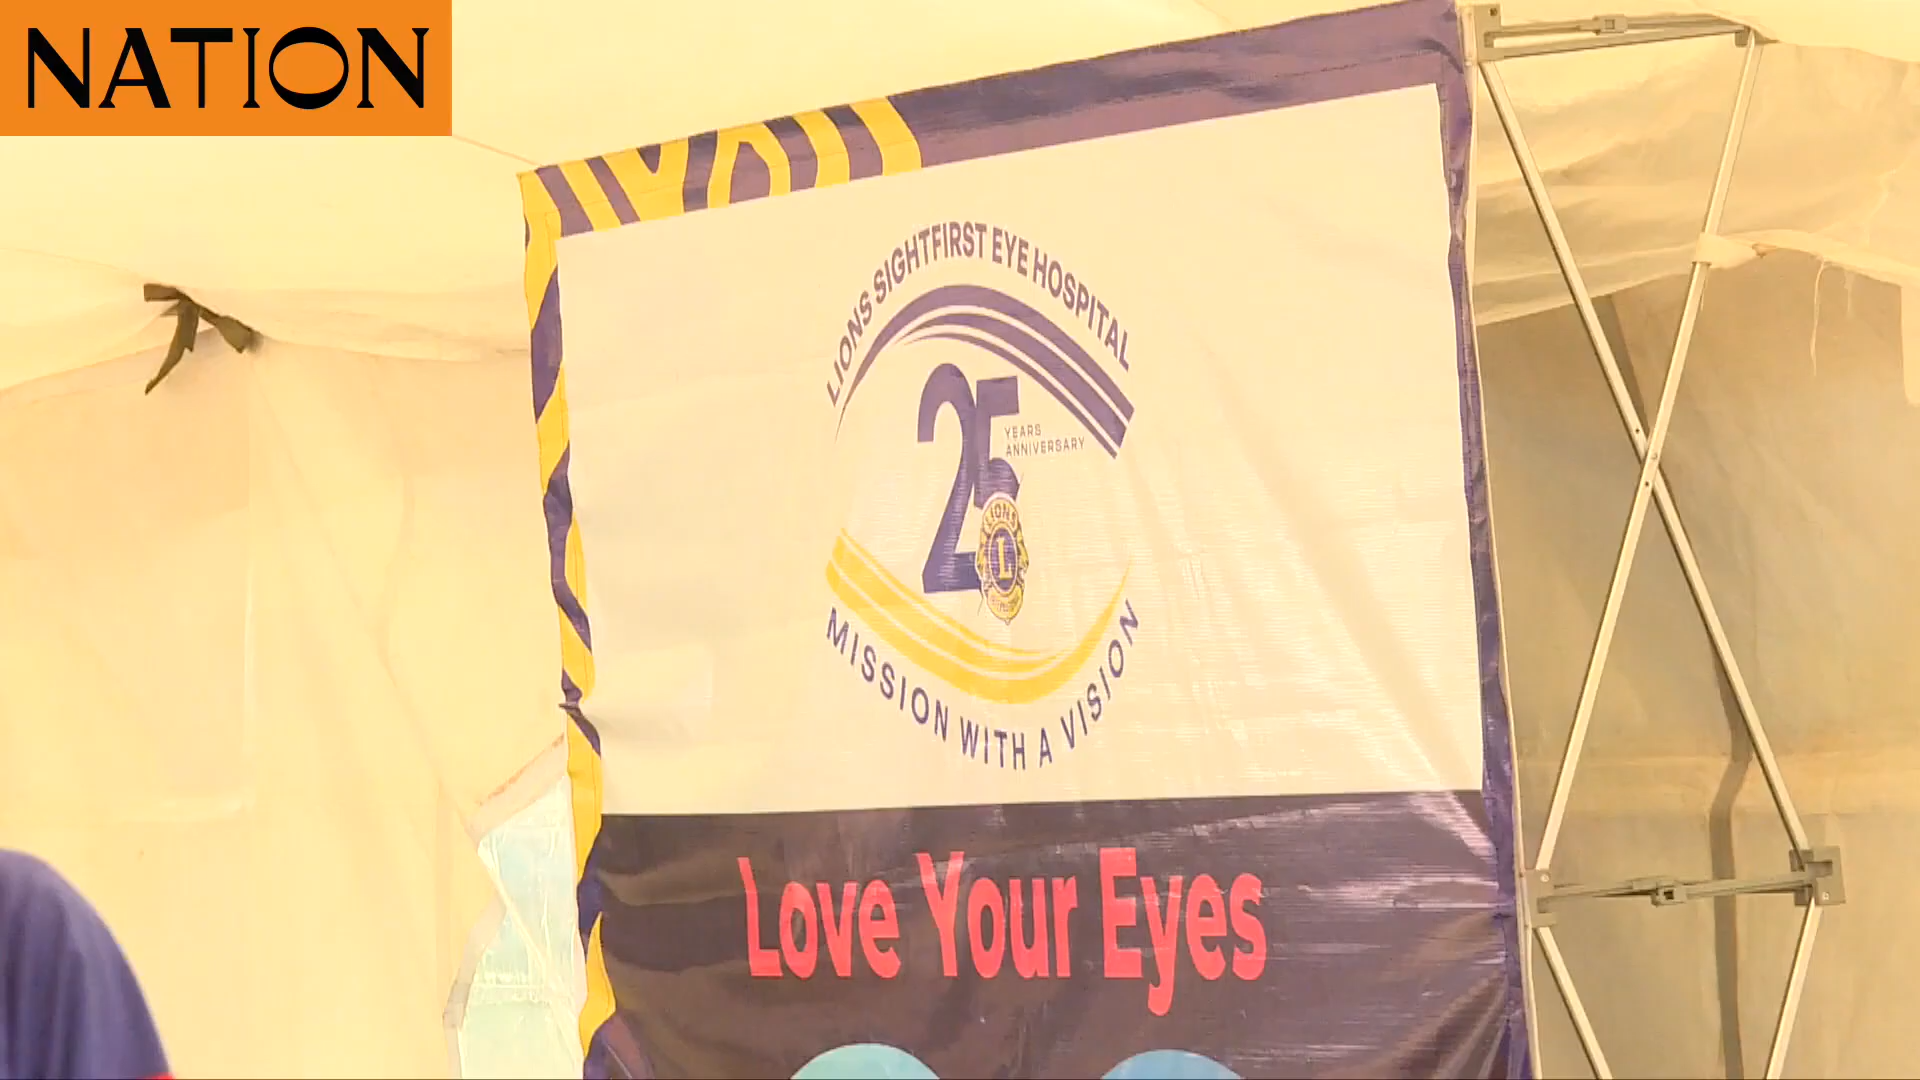 NATION
LIONS SIGHTFIRST EYE HOSPITAL
25
YEARS
ANNIVERSARY
LIONS
L
MISSION WITH A VISION
Love Your Eyes